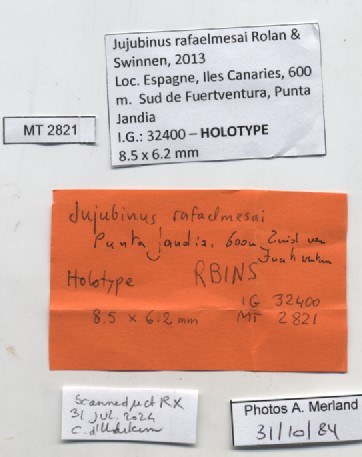 Jujubinus rafaelmesai Rolan &
Swinnen, 2013
Loc. Espagne, Iles Canaries, 600
m. Sud de Fuertventura, Punta
Jandia
I.G.: 32400 – HOLOTYPE
8.5 x 6.2 mm
MT 2821
Jujubinus rafaelmesai
Punta Jandia, 600m Zuid van
Holotype
RBINS
IG 32400
8.5 x 6.2 mm MT 2821
Scanned µct RX
31 jul. 2024
C. d'Udekem
Photos A. Merland
31/10/84